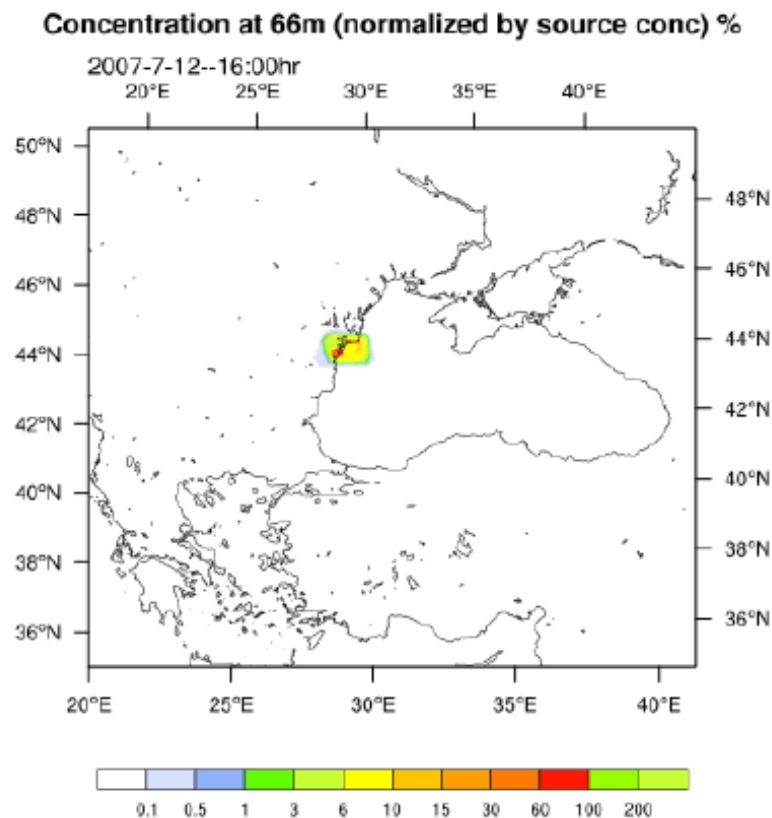 Concentration at 66m (normalized by source conc) %
2007-7-12--16:00hr
20°E 25°E 30°E 35°E 40°E
50°N
48°N 48°N
46°N 46°N
44°N 44°N
42°N 42°N
40°N 40°N
38°N 38°N
36°N 36°N
20°E 25°E 30°E 35°E 40°E
0.1 0.5 1 3 6 10 15 30 60 100 200